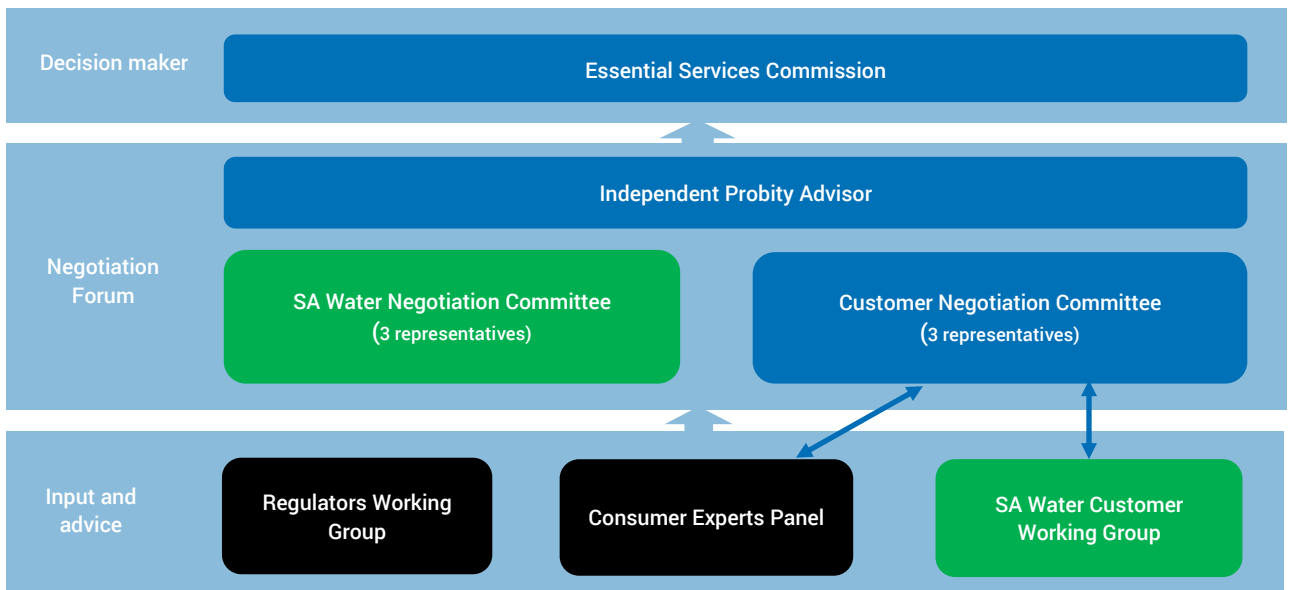 Decision maker
Essential Services Commission
Independent Probity Advisor
Negotiation
Forum
SA Water Negotiation Committee
(3 representatives)
Customer Negotiation Committee
(3 representatives)
Input and
advice
Regulators Working
Group
Consumer Experts Panel
SA Water Customer
Working Group